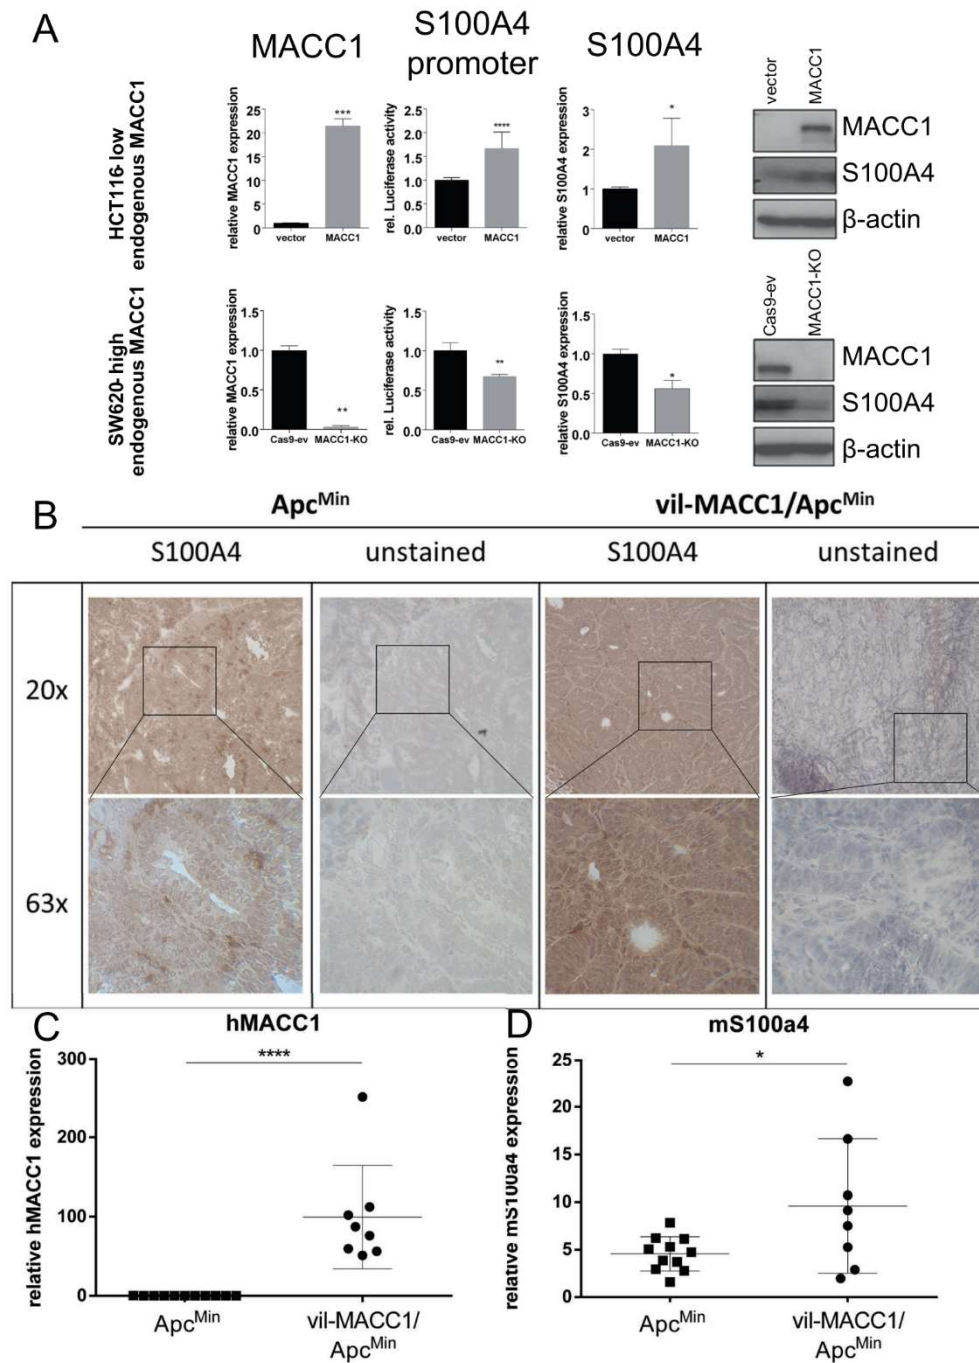 A
MACC1
S100A4
promoter
S100A4
HCT116- low
endogenous MACC1
relative MACC1 expression
25
20
15
10
5
0
***
vector
MACC1
rel. Luciferase activity
2.5
2.0
1.5
1.0
0.5
0.0
****
vector
MACC1
relative S100A4 expression
3
2
1
0
*
vector
MACC1
vector
MACC1
MACC1
S100A4
β-actin
SW620- high
endogenous MACC1
relative MACC1 expression
1.5
1.0
0.5
0.0
**
Cas9-ev
MACC1-KO
rel. Luciferase activity
1.5
1.0
0.5
0.0
**
Cas9-ev
MACC1-KO
relative S100A4 expression
1.5
1.0
0.5
0.0
*
Cas9-ev
MACC1-KO
Cas9-ev
MACC1-KO
MACC1
S100A4
β-actin
B
ApcMin
vil-MACC1/ApcMin
S100A4
unstained
S100A4
unstained
20x
63x
C
hMACC1
relative hMACC1 expression
300
200
100
0
****
ApcMin
vil-MACC1/
ApcMin
D
mS100a4
relative mS100a4 expression
25
20
15
10
5
0
*
ApcMin
vil-MACC1/
ApcMin